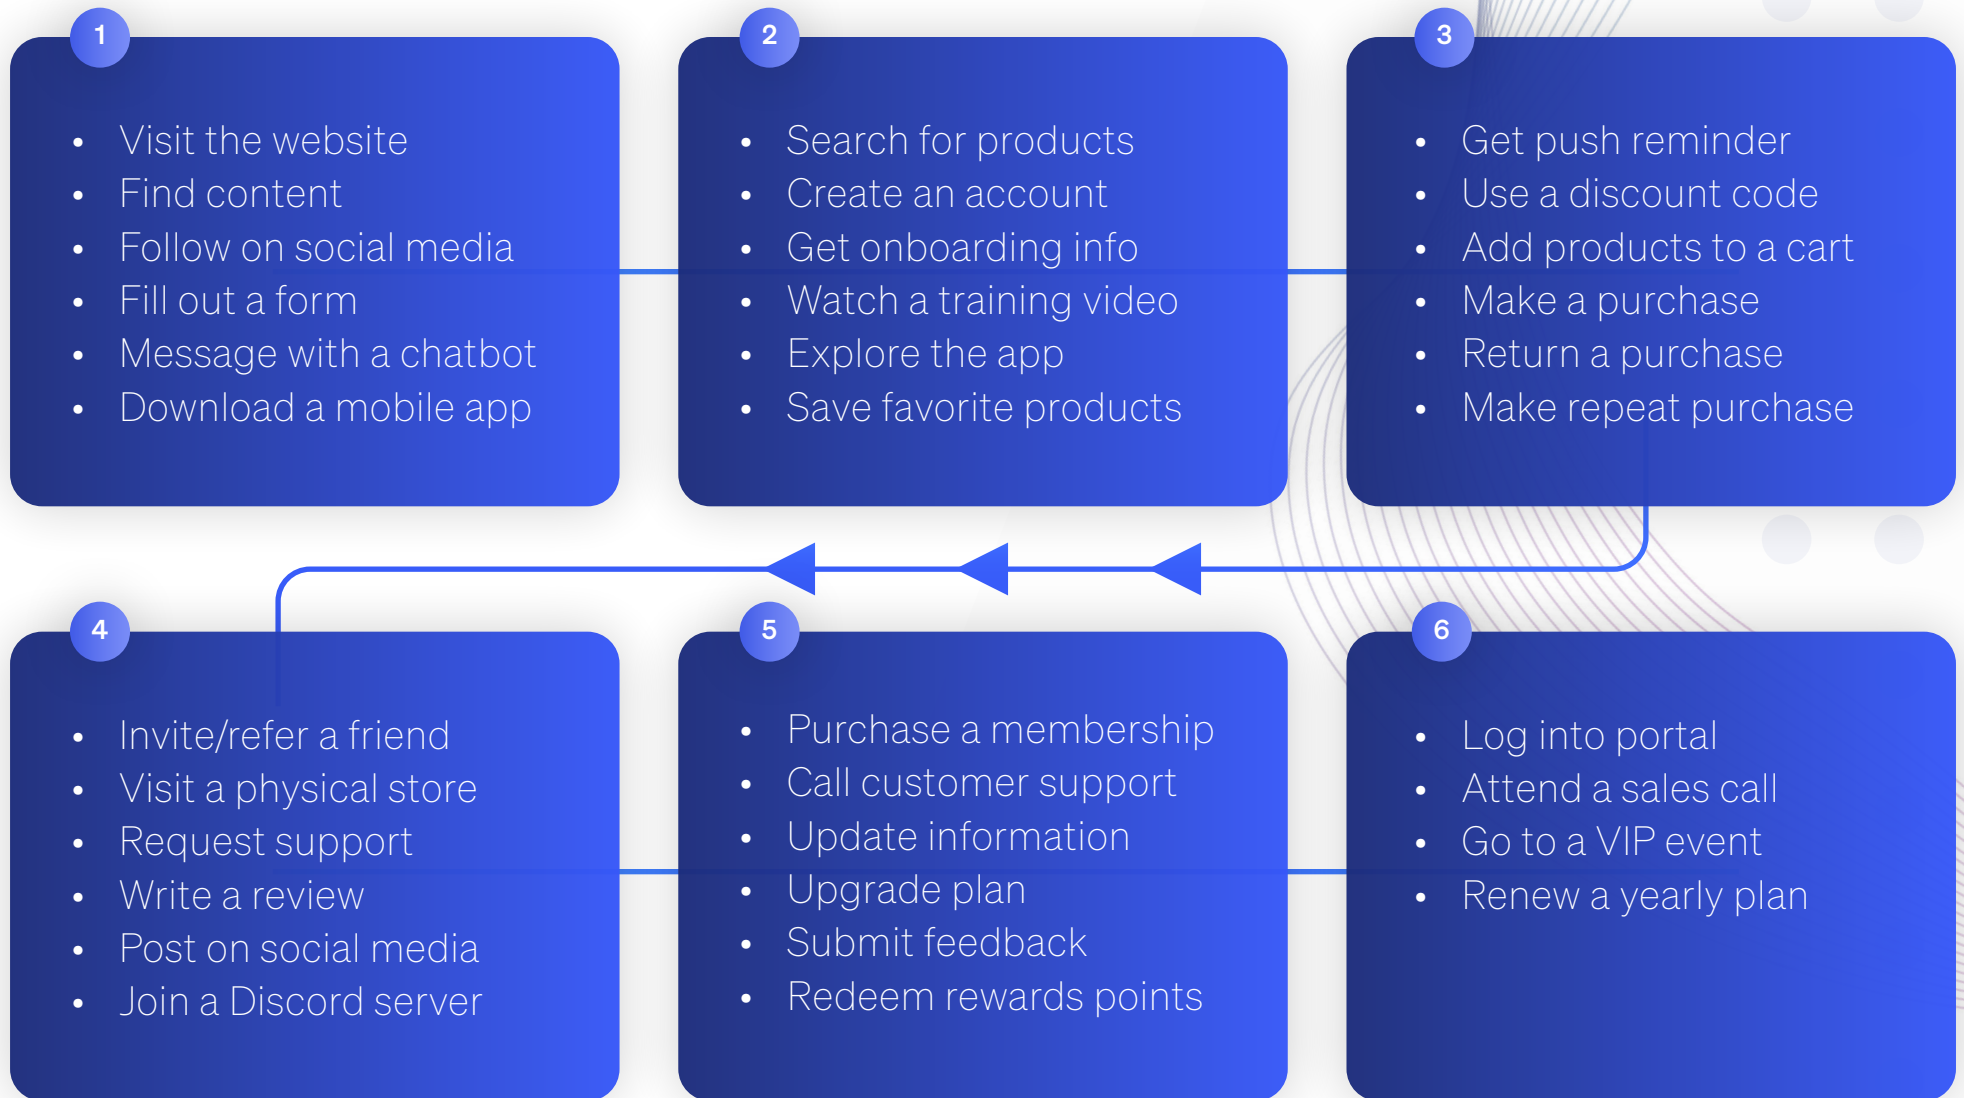 1
• Visit the website
• Find content
• Follow on social media
• Fill out a form
• Message with a chatbot
• Download a mobile app
2
• Search for products
• Create an account
• Get onboarding info
• Watch a training video
• Explore the app
• Save favorite products
3
• Get push reminder
• Use a discount code
• Add products to a cart
• Make a purchase
• Return a purchase
• Make repeat purchase
4
• Invite/refer a friend
• Visit a physical store
• Request support
• Write a review
• Post on social media
• Join a Discord server
5
• Purchase a membership
• Call customer support
• Update information
• Upgrade plan
• Submit feedback
• Redeem rewards points
6
• Log into portal
• Attend a sales call
• Go to a VIP event
• Renew a yearly plan